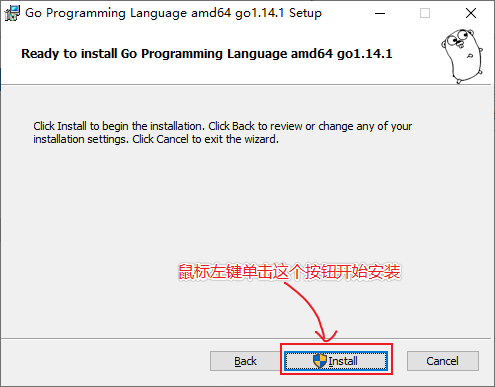 Go Programming Language amd64 go1.14.1 Setup
Ready to install Go Programming Language amd64 go1.14.1
Click Install to begin the installation. Click Back to review or change any of your
installation settings. Click Cancel to exit the wizard.
鼠标左键单击这个按钮开始安装
Back Install Cancel